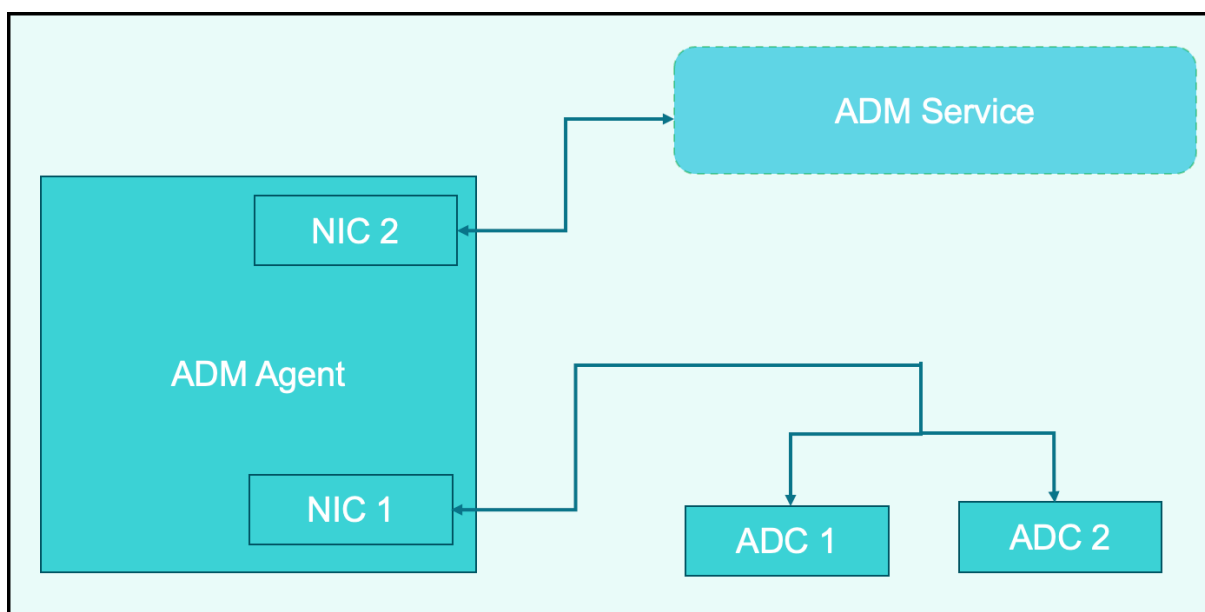 ADM Service
NIC 2
ADM Agent
NIC 1
ADC 1
ADC 2